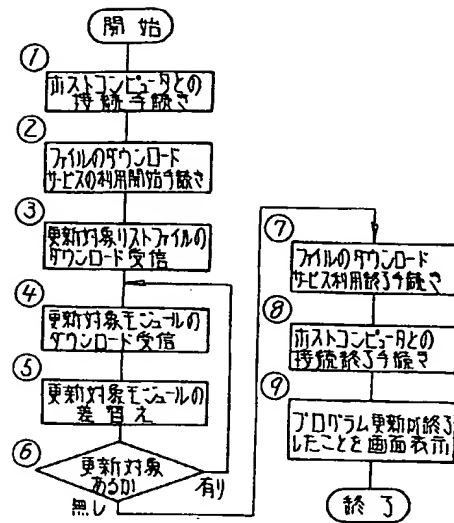 開始
①
ホストコンピュータとの
接続手続き
②
ファイルのダウンロード
サービスの利用開始手続き
③
更新対象リストファイルの
ダウンロード受信
④
更新対象モジュールの
ダウンロード受信
⑤
更新対象モジュールの
差替え
⑥
更新対象
あるか
有り
無し
⑦
ファイルのダウンロード
サービス利用終了手続き
⑧
ホストコンピュータとの
接続終了手続き
⑨
プログラム更新が終了
したことを画面表示
終了